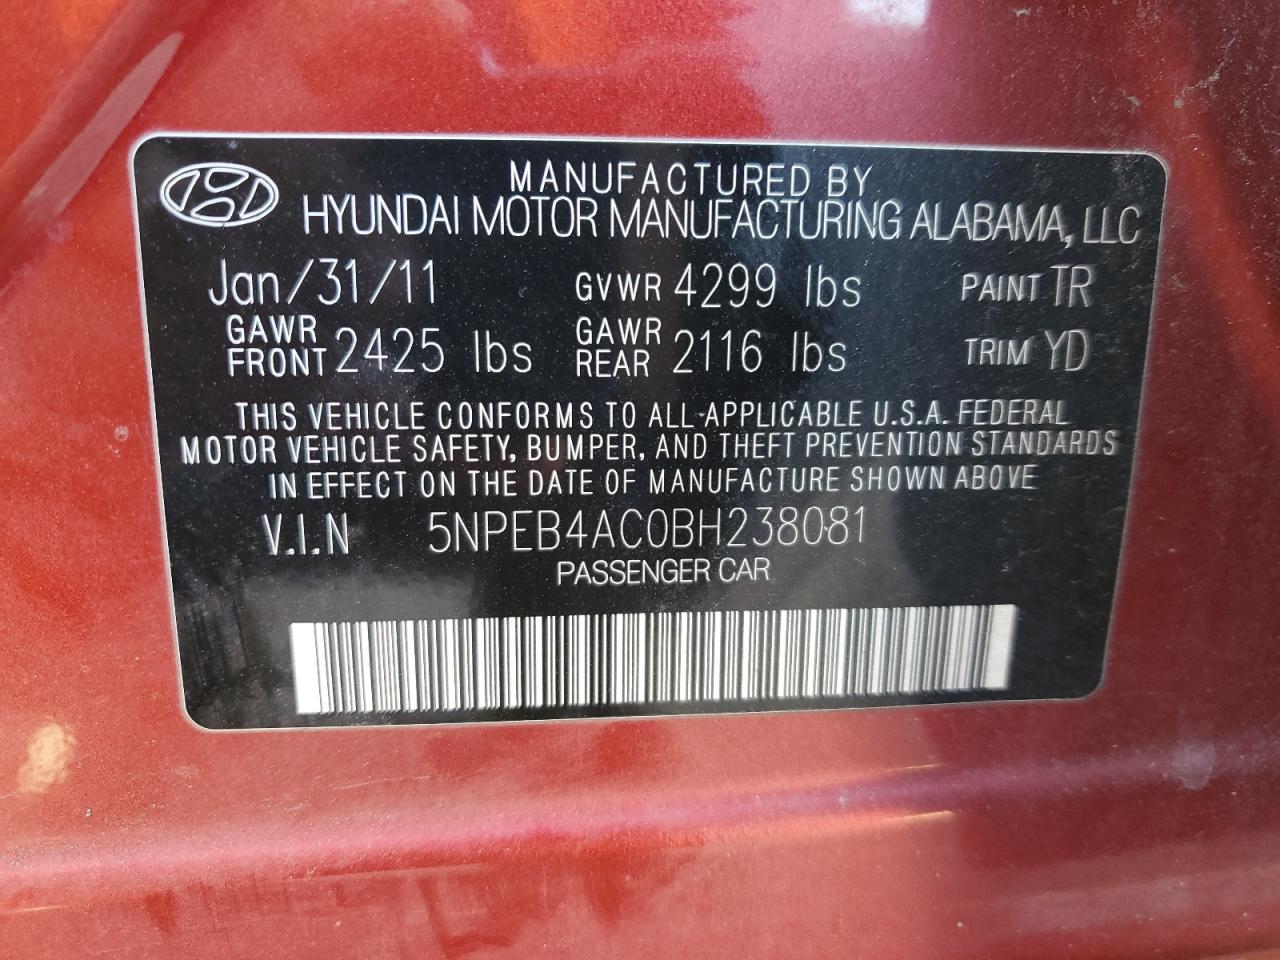 MANUFACTURED BY
HYUNDAI MOTOR MANUFACTURING ALABAMA, LLC
Jan/31/11 GVWR 4299 lbs PAINT TR
GAWR FRONT 2425 lbs GAWR REAR 2116 lbs TRIM YD
THIS VEHICLE CONFORMS TO ALL APPLICABLE U.S.A. FEDERAL
MOTOR VEHICLE SAFETY, BUMPER, AND THEFT PREVENTION STANDARDS
IN EFFECT ON THE DATE OF MANUFACTURE SHOWN ABOVE
V.I.N 5NPEB4AC0BH238081
PASSENGER CAR